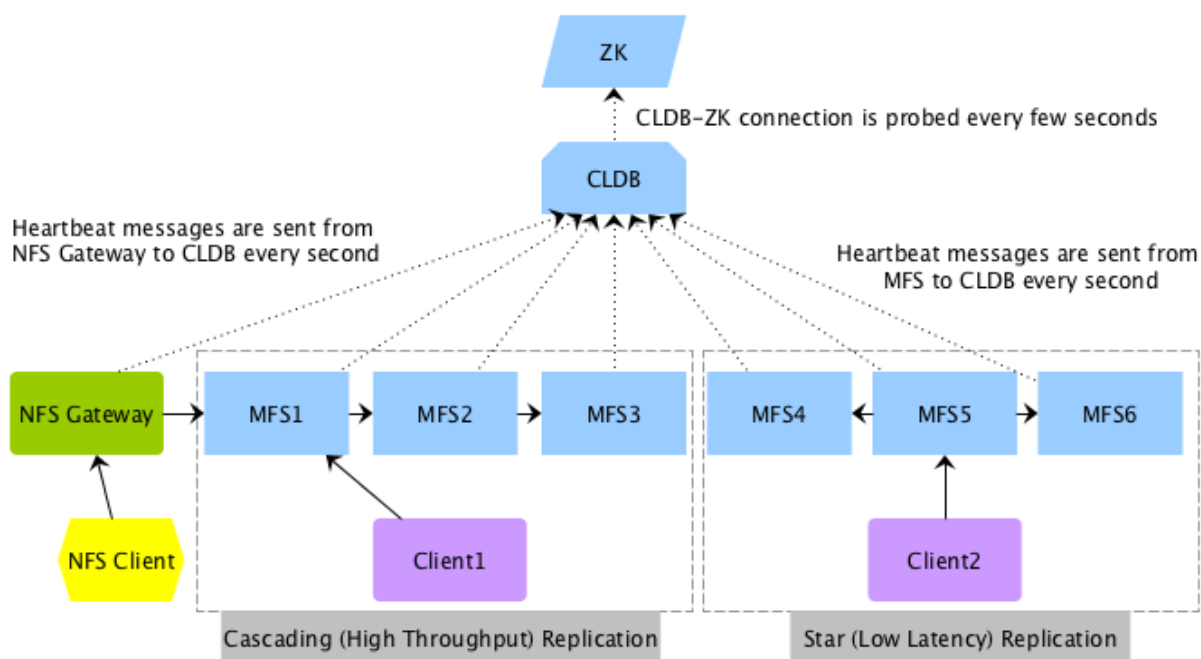 ZK
CLDB-ZK connection is probed every few seconds
CLDB
Heartbeat messages are sent from
NFS Gateway to CLDB every second
Heartbeat messages are sent from
MFS to CLDB every second
NFS Gateway
MFS1
MFS2
MFS3
MFS4
MFS5
MFS6
NFS Client
Client1
Client2
Cascading (High Throughput) Replication
Star (Low Latency) Replication